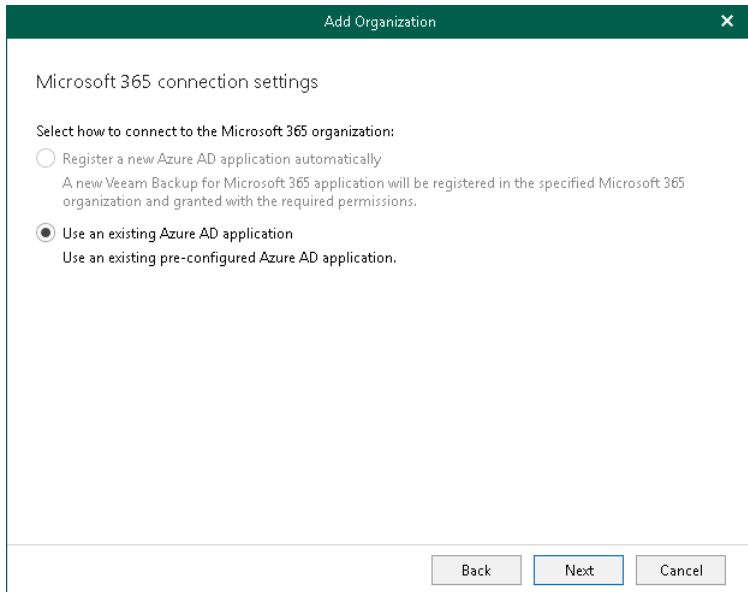 Add Organization
Microsoft 365 connection settings
Select how to connect to the Microsoft 365 organization:
Register a new Azure AD application automatically
A new Veeam Backup for Microsoft 365 application will be registered in the specified Microsoft 365
organization and granted with the required permissions.
Use an existing Azure AD application
Use an existing pre-configured Azure AD application.
Back Next Cancel